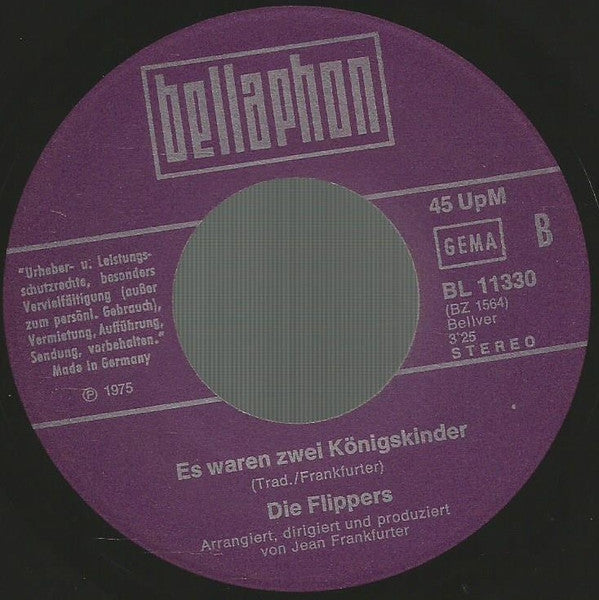 bellaphon
45 UpM
GEMA
B
BL 11330
(BZ 1564)
Bellver
3'25
STEREO
"Urheber- u. Leistungs-
schutzrechte, besonders
Vervielfältigung (außer
zum persönl. Gebrauch),
Vermietung, Aufführung,
Sendung, vorbehalten."
Made in Germany
℗ 1975
Es waren zwei Königskinder
(Trad./Frankfurter)
Die Flippers
Arrangiert, dirigiert und produziert
von Jean Frankfurter